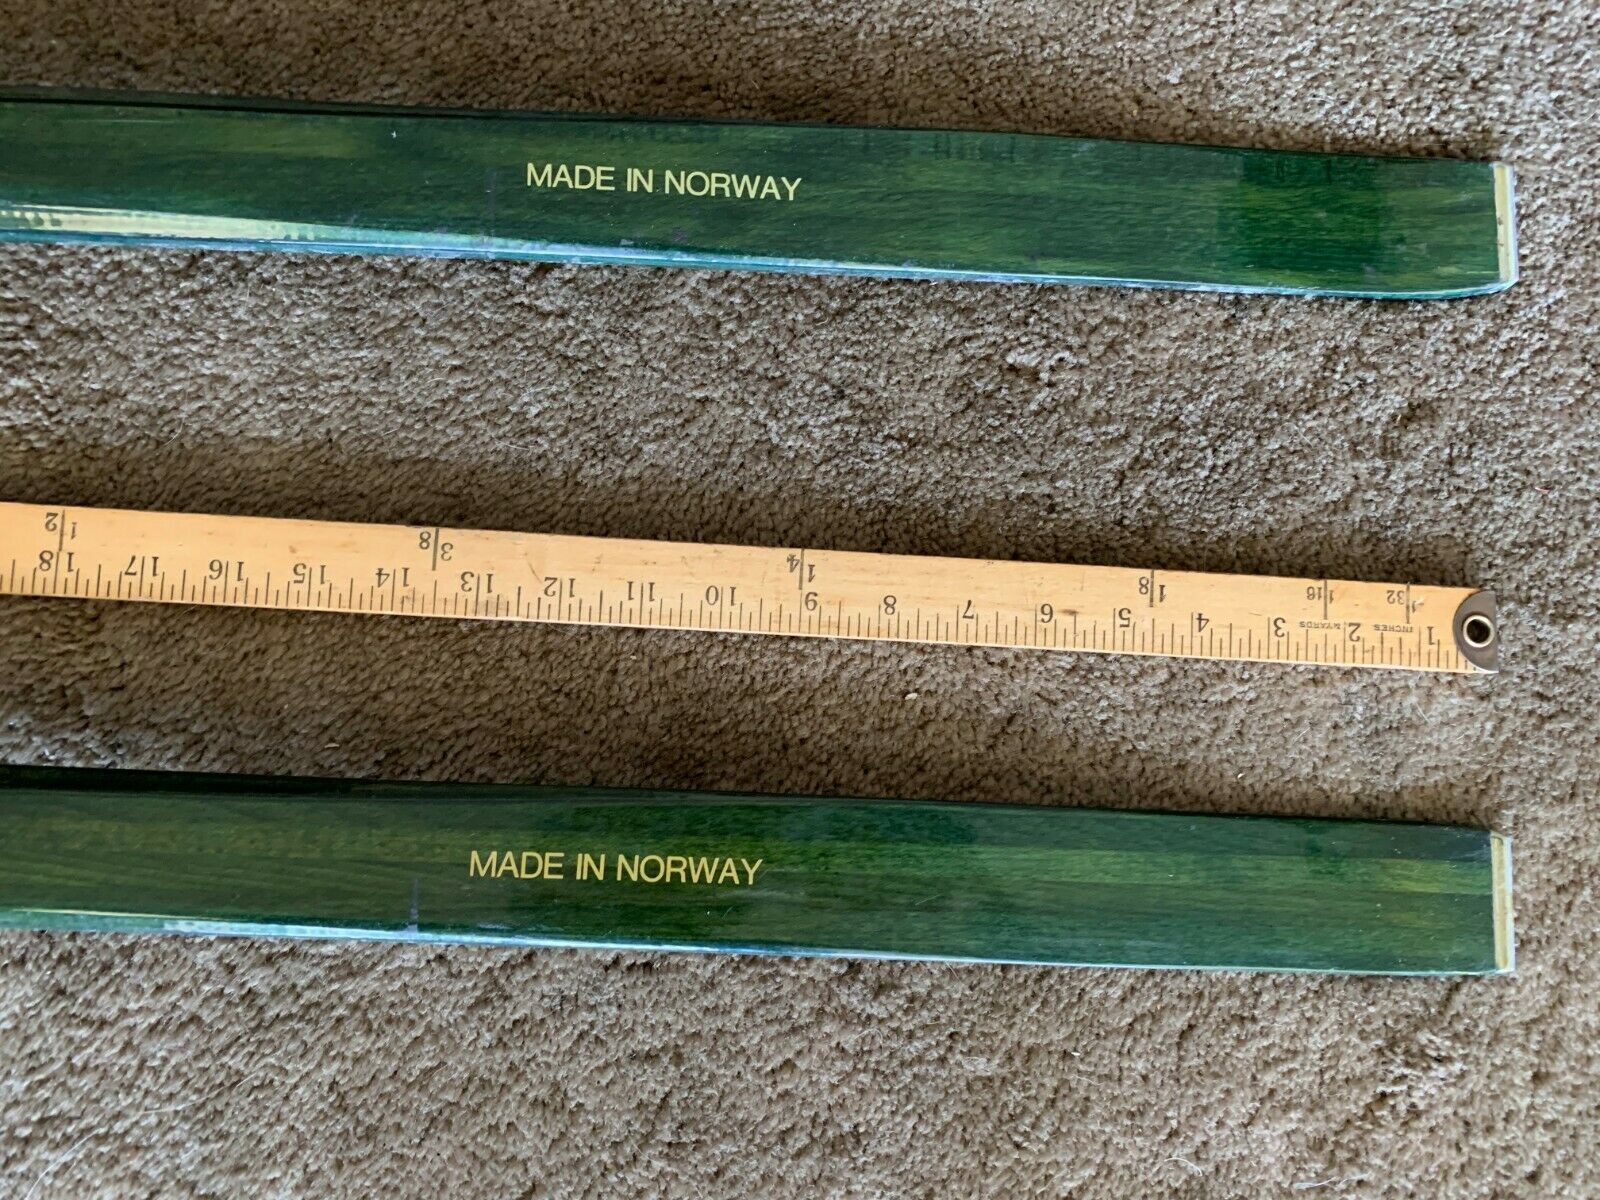 MADE IN NORWAY
1/2 3/8 1/4 1/8 1/16 1/32
18 17 16 15 14 13 12 11 10 9 8 7 6 5 4 3 2 1
& YARDS INCHES
MADE IN NORWAY